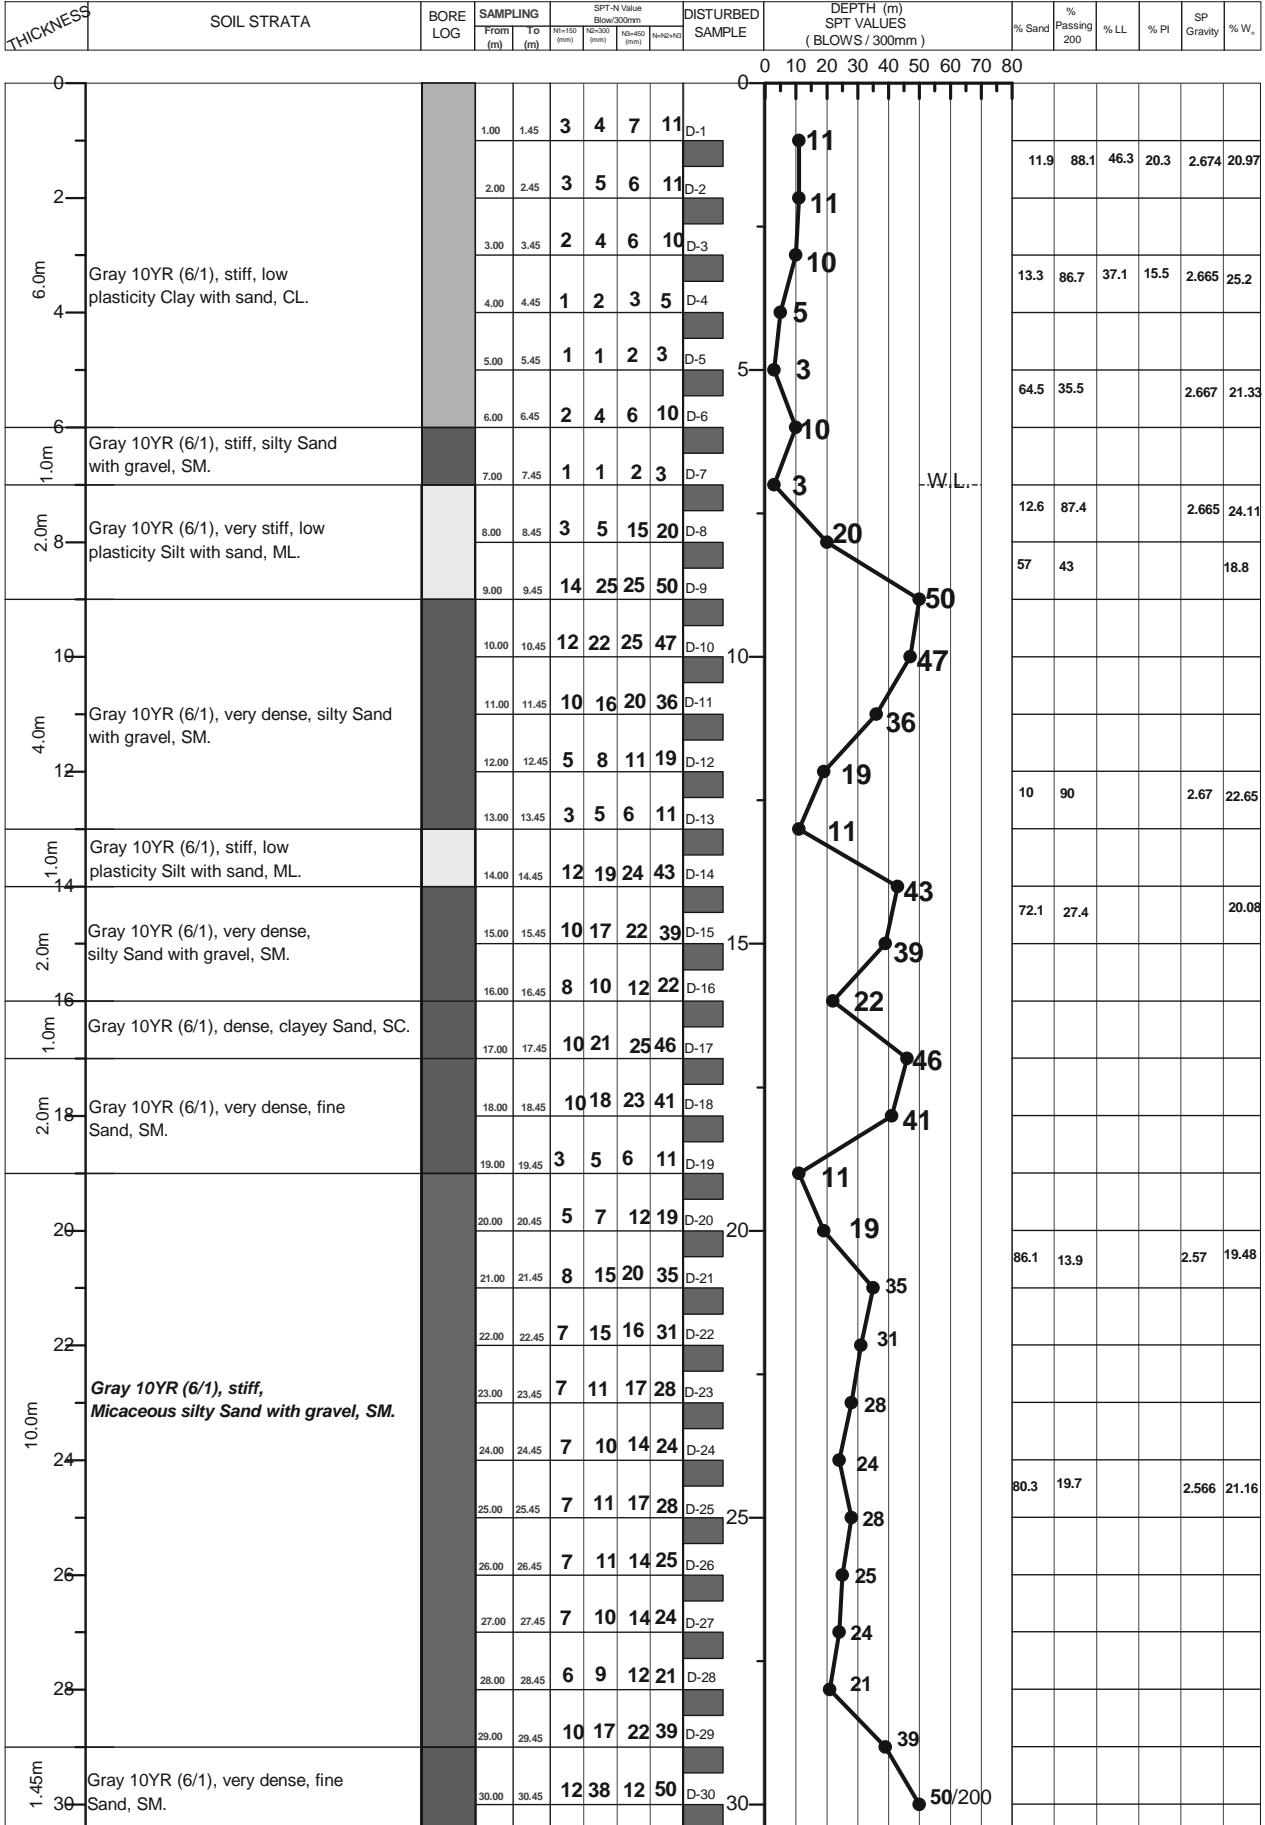 THICKNESS SOIL STRATA BORE LOG SAMPLING From (m) To (m) SPT-N Value Blow/300mm N1=150 (mm) N2=300 (mm) N3=450 (mm) N=N2+N3 DISTURBED SAMPLE DEPTH (m) SPT VALUES ( BLOWS / 300mm ) % Sand % Passing 200 % LL % PI SP Gravity % Wn
0 10 20 30 40 50 60 70 80
0 0
1.00 1.45 3 4 7 11 D-1 11
11.9 88.1 46.3 20.3 2.674 20.97
2.00 2.45 3 5 6 11 D-2 11
2
3.00 3.45 2 4 6 10 D-3 10
6.0m Gray 10YR (6/1), stiff, low
plasticity Clay with sand, CL.
13.3 86.7 37.1 15.5 2.665 25.2
4.00 4.45 1 2 3 5 D-4 5
4
5.00 5.45 1 1 2 3 D-5 5 3
64.5 35.5 2.667 21.33
6.00 6.45 2 4 6 10 D-6 10
6
1.0m Gray 10YR (6/1), stiff, silty Sand
with gravel, SM.
7.00 7.45 1 1 2 3 D-7 3 W.L.
12.6 87.4 2.665 24.11
2.0m Gray 10YR (6/1), very stiff, low
plasticity Silt with sand, ML.
8.00 8.45 3 5 15 20 D-8 20
8
57 43 18.8
9.00 9.45 14 25 25 50 D-9 50
10.00 10.45 12 22 25 47 D-10 47
10 10
11.00 11.45 10 16 20 36 D-11 36
4.0m Gray 10YR (6/1), very dense, silty Sand
with gravel, SM.
12.00 12.45 5 8 11 19 D-12 19
12
10 90 2.67 22.65
13.00 13.45 3 5 6 11 D-13 11
1.0m Gray 10YR (6/1), stiff, low
plasticity Silt with sand, ML.
14.00 14.45 12 19 24 43 D-14 43
14
72.1 27.4 20.08
2.0m Gray 10YR (6/1), very dense,
silty Sand with gravel, SM.
15.00 15.45 10 17 22 39 D-15 15 39
16.00 16.45 8 10 12 22 D-16 22
16
1.0m Gray 10YR (6/1), dense, clayey Sand, SC.
17.00 17.45 10 21 25 46 D-17 46
2.0m Gray 10YR (6/1), very dense, fine
Sand, SM.
18.00 18.45 10 18 23 41 D-18 41
18
19.00 19.45 3 5 6 11 D-19 11
20.00 20.45 5 7 12 19 D-20 19
20 20
86.1 13.9 2.57 19.48
21.00 21.45 8 15 20 35 D-21 35
22.00 22.45 7 15 16 31 D-22 31
22
10.0m Gray 10YR (6/1), stiff,
Micaceous silty Sand with gravel, SM.
23.00 23.45 7 11 17 28 D-23 28
24.00 24.45 7 10 14 24 D-24 24
24
80.3 19.7 2.566 21.16
25.00 25.45 7 11 17 28 D-25 25 28
26.00 26.45 7 11 14 25 D-26 25
26
27.00 27.45 7 10 14 24 D-27 24
28.00 28.45 6 9 12 21 D-28 21
28
29.00 29.45 10 17 22 39 D-29 39
1.45m Gray 10YR (6/1), very dense, fine
Sand, SM.
30.00 30.45 12 38 12 50 D-30 50/200
30 30